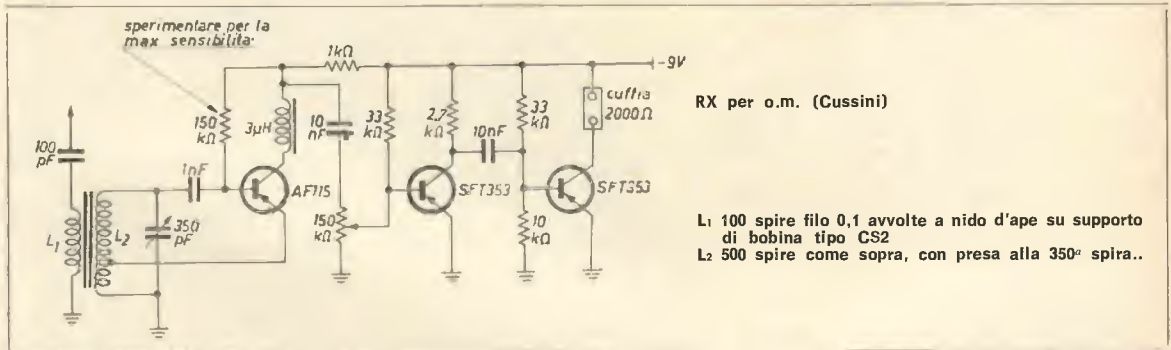 sperimentare per la
max sensibilita:
1kΩ
-9V
150
kΩ
3µH
10
nF
33
kΩ
2,7
kΩ
10nF
33
kΩ
cuffia
2000Ω
100
pF
1nF
AF115
SFT353
SFT353
L1
L2
350
pF
150
kΩ
10
kΩ
RX per o.m. (Cussini)
L1 100 spire filo 0,1 avvolte a nido d'ape su supporto
di bobina tipo CS2
L2 500 spire come sopra, con presa alla 350ª spira..